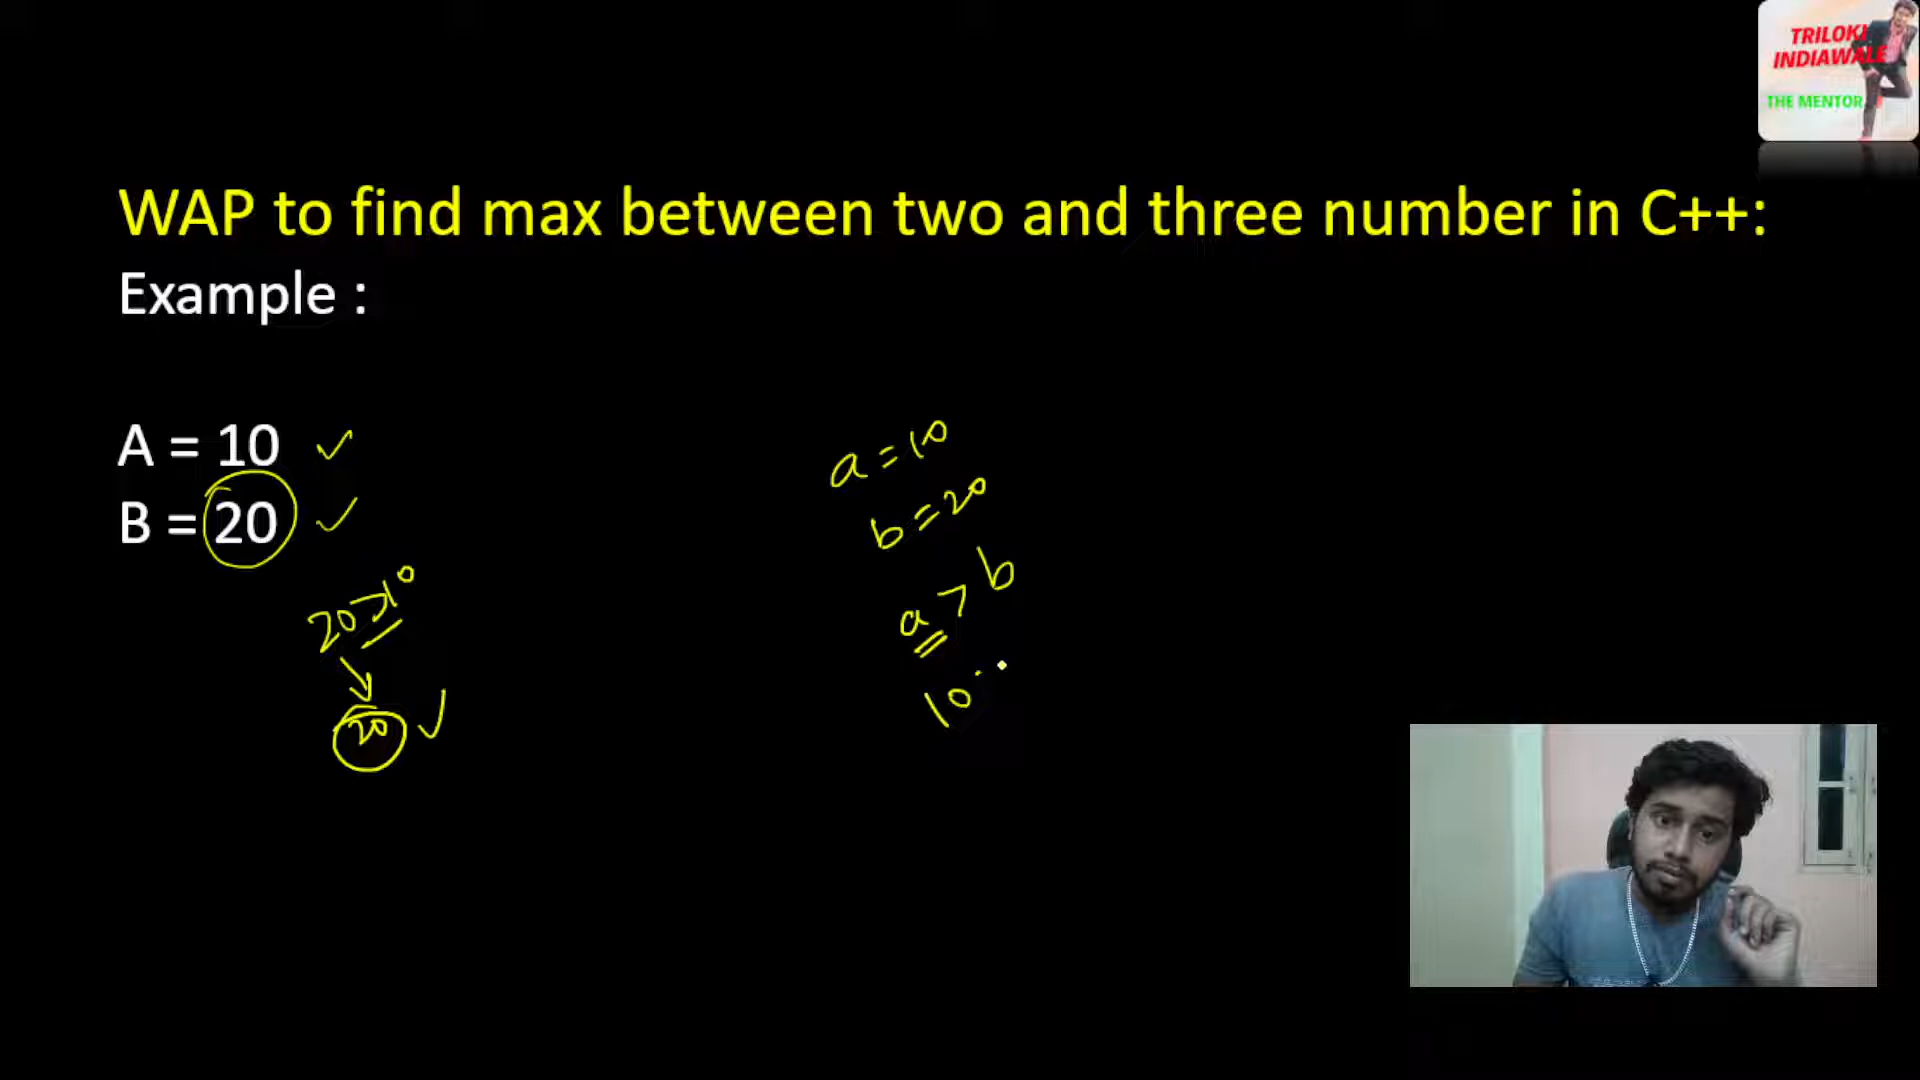 TRILOKI
INDIAWALE
THE MENTOR
WAP to find max between two and three number in C++:
Example :
A = 10
B = 20
20>10
20
a=10
b=20
a>b
10